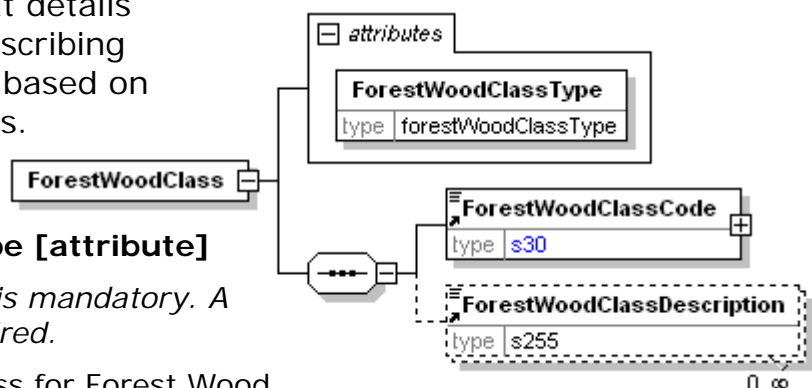 t details
scribing
based on
s.
ForestWoodClass
pe [attribute]
is mandatory. A
red.
ss for Forest Wood
attributes
ForestWoodClassType
type forestWoodClassType
ForestWoodClassCode
type s30
ForestWoodClassDescription
type s255
0..∞